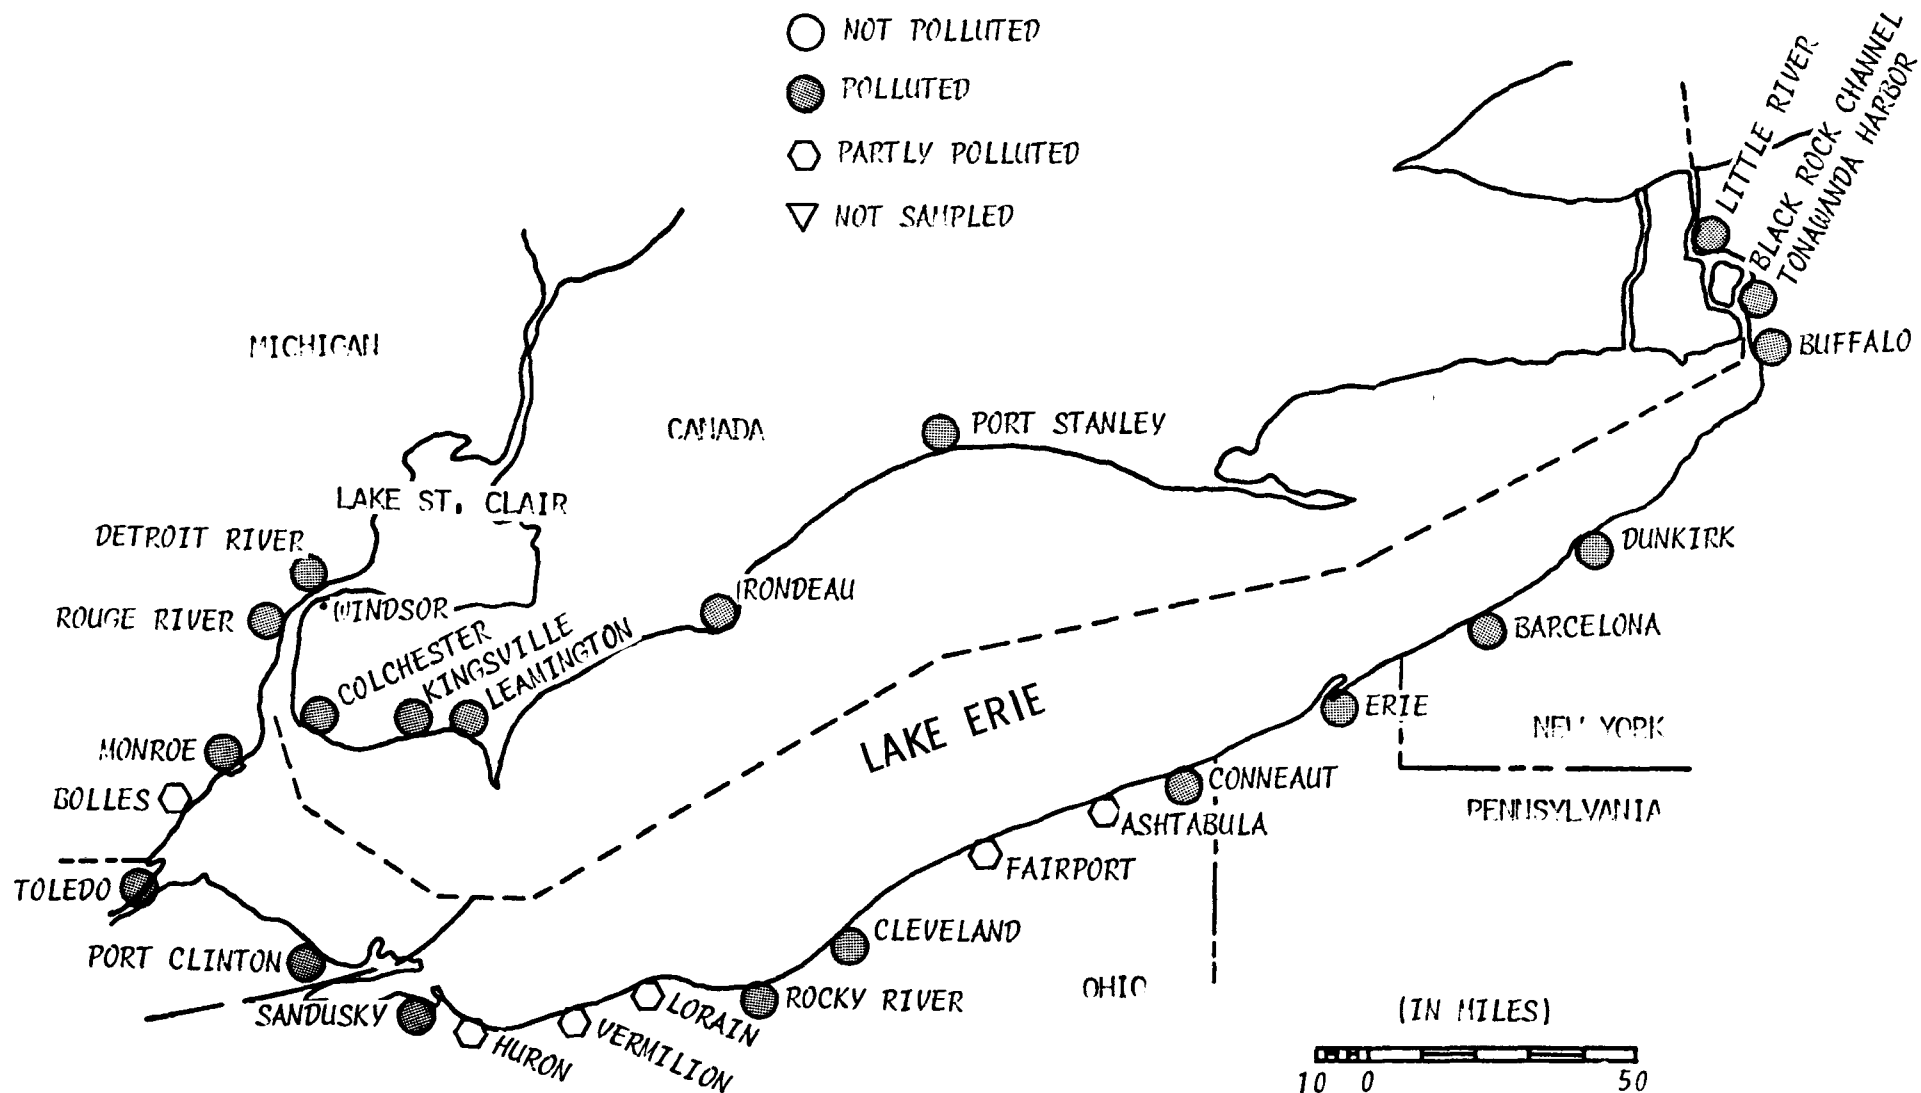 NOT POLLUTED
POLLUTED
PARTLY POLLUTED
NOT SAMPLED
LITTLE RIVER
BLACK ROCK CHANNEL
TONAWANDA HARBOR
BUFFALO
MICHIGAN
CANADA
PORT STANLEY
LAKE ST. CLAIR
DETROIT RIVER
ROUGE RIVER
WINDSOR
COLCHESTER
KINGSVILLE
LEAMINGTON
RONDEAU
DUNKIRK
BARCELONA
ERIE
LAKE ERIE
NEW YORK
PENNSYLVANIA
MONROE
BOLLES
TOLEDO
PORT CLINTON
SANDUSKY
HURON
VERMILION
LORAIN
ROCKY RIVER
CLEVELAND
FAIRPORT
ASHTABULA
CONNEAUT
OHIO
(IN MILES)
10 0 50